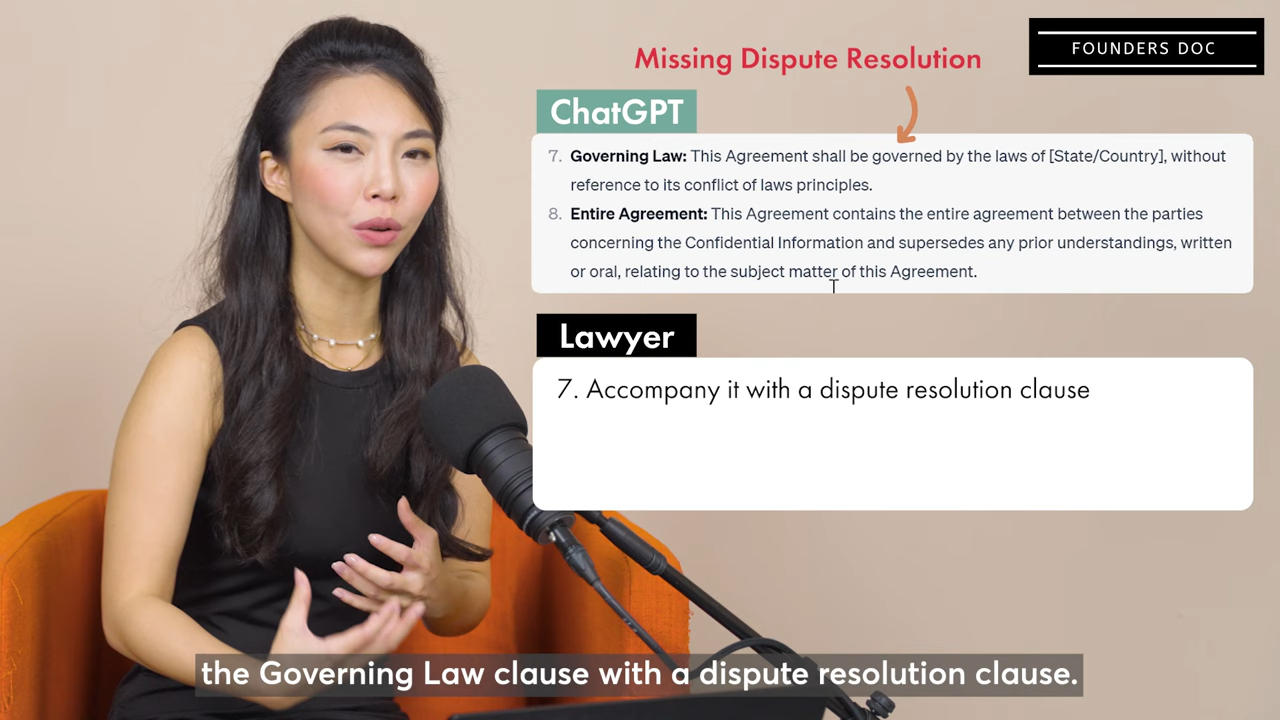 Missing Dispute Resolution
FOUNDERS DOC
ChatGPT
7. Governing Law: This Agreement shall be governed by the laws of [State/Country], without
reference to its conflict of laws principles.
8. Entire Agreement: This Agreement contains the entire agreement between the parties
concerning the Confidential Information and supersedes any prior understandings, written
or oral, relating to the subject matter of this Agreement.
Lawyer
7. Accompany it with a dispute resolution clause
the Governing Law clause with a dispute resolution clause.